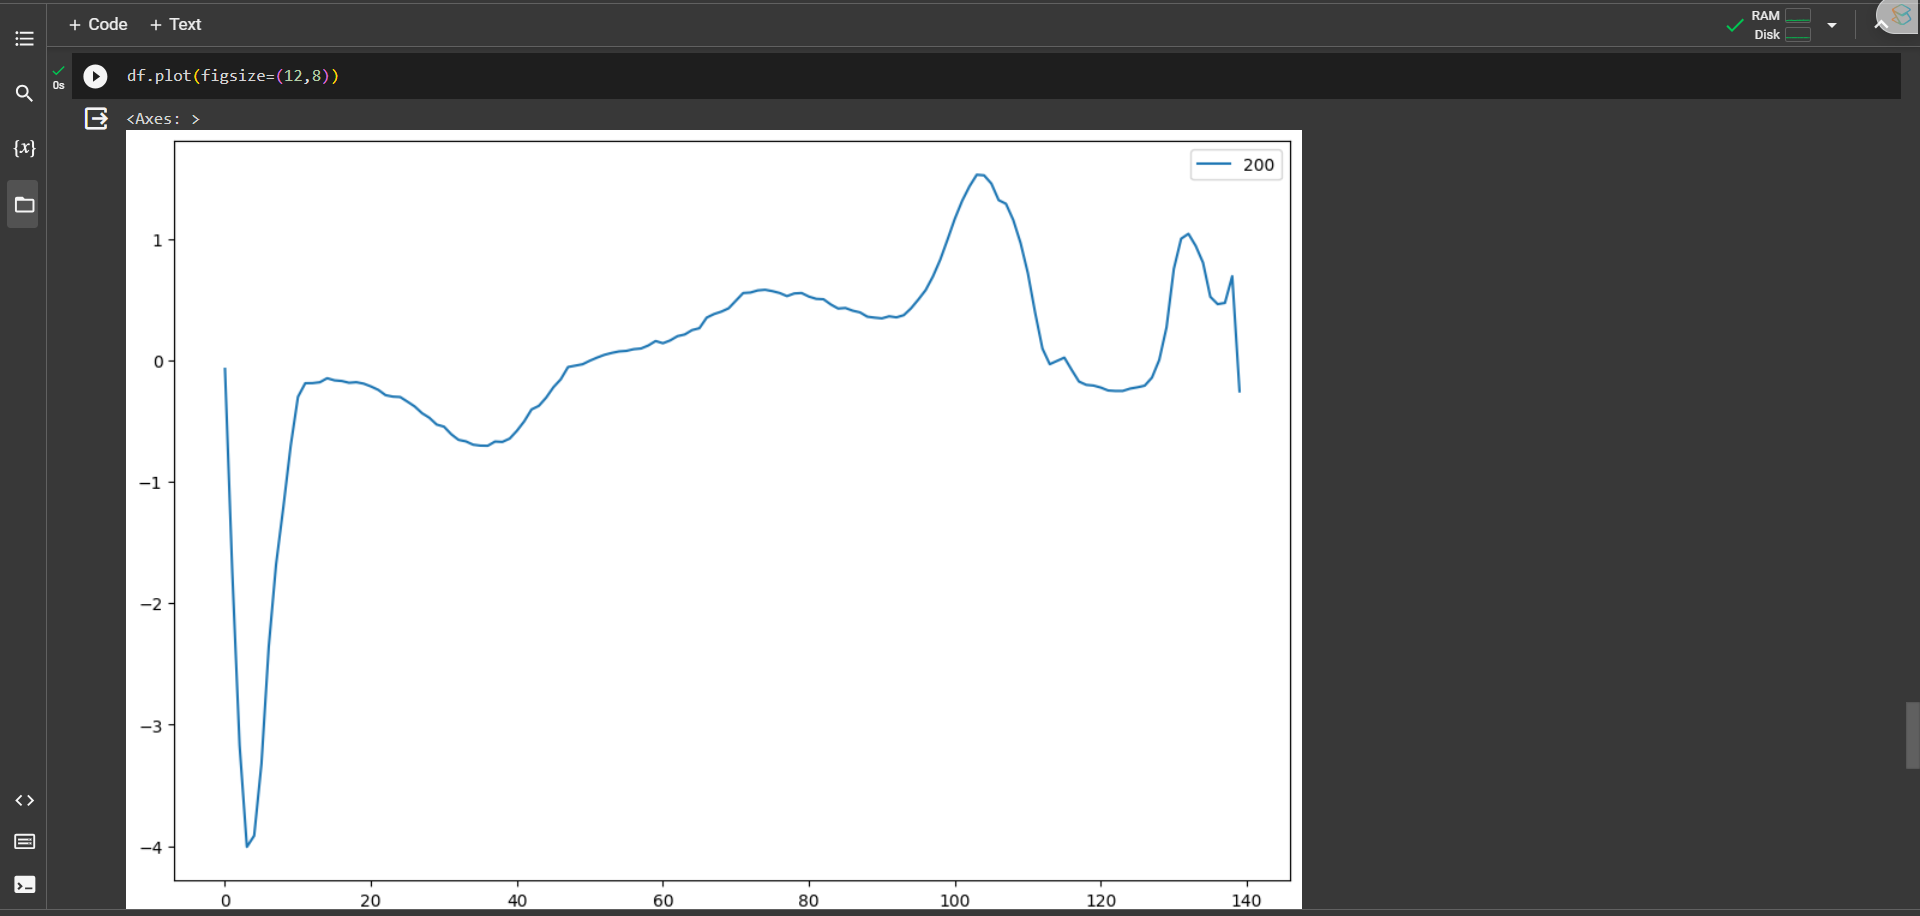 + Code + Text
RAM
Disk
{x}
0s
df.plot(figsize=(12,8))
<Axes: >
200
1
0
−1
−2
−3
−4
0 20 40 60 80 100 120 140